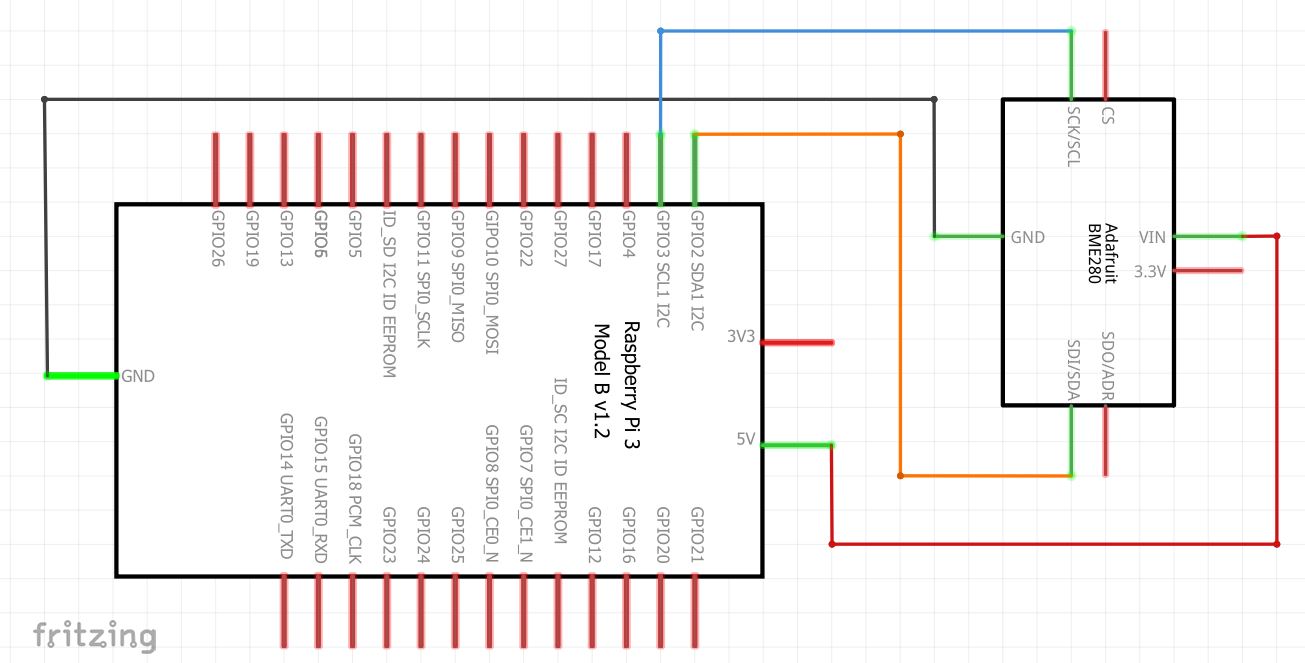 SCK/SCL
CS
GPIO26
GPIO19
GPIO13
GPIO6
GPIO5
ID_SD I2C ID EEPROM
GPIO11 SPI0_SCLK
GPIO9 SPI0_MISO
GIPO10 SPI0_MOSI
GPIO22
GPIO27
GPIO17
GPIO4
GPIO3 SCL1 I2C
GPIO2 SDA1 I2C
GND
Adafruit
BME280
VIN
3.3V
3V3
Raspberry Pi 3
Model B v1.2
SDI/SDA
SDO/ADR
GND
5V
GPIO14 UART0_TXD
GPIO15 UART0_RXD
GPIO18 PCM_CLK
GPIO23
GPIO24
GPIO25
GPIO8 SPI0_CE0_N
GPIO7 SPI0_CE1_N
ID_SC I2C ID EEPROM
GPIO12
GPIO16
GPIO20
GPIO21
fritzing